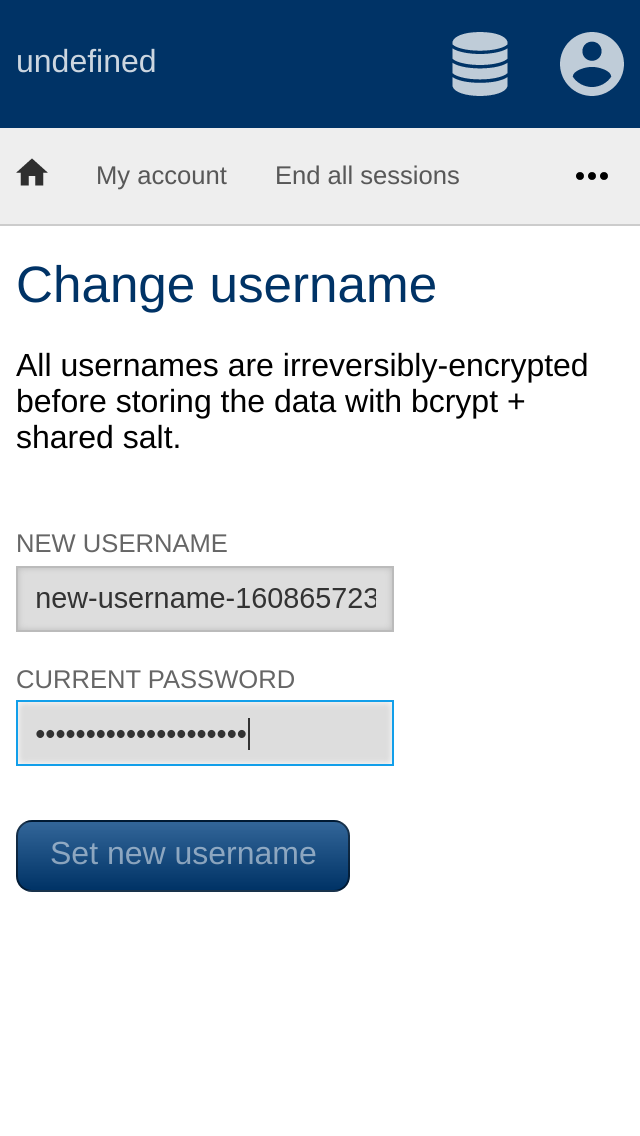 undefined
My account End all sessions
Change username
All usernames are irreversibly-encrypted
before storing the data with bcrypt +
shared salt.
NEW USERNAME
new-username-160865723
CURRENT PASSWORD
•••••••••••••••••••••
Set new username